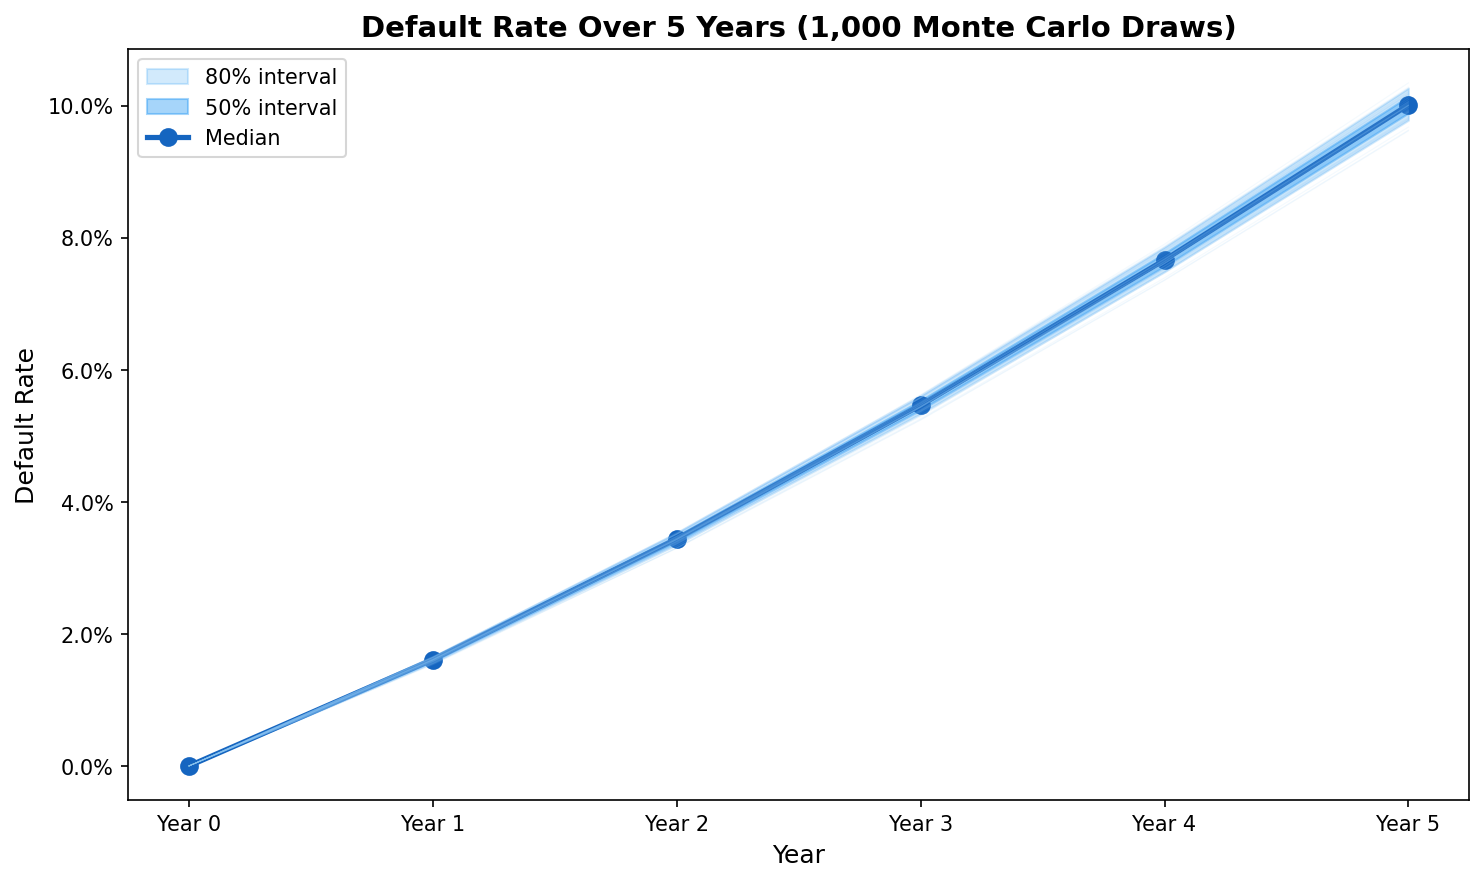 Default Rate Over 5 Years (1,000 Monte Carlo Draws)
80% interval
50% interval
Median
10.0%
8.0%
6.0%
4.0%
2.0%
0.0%
Default Rate
Year 0
Year 1
Year 2
Year 3
Year 4
Year 5
Year